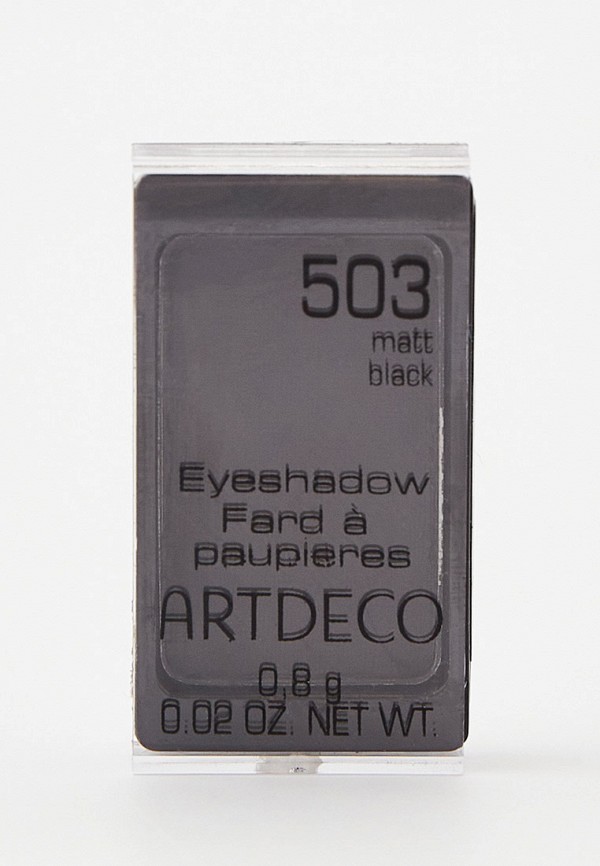 503
matt
black
Eyeshadow
Fard à
paupieres
ARTDECO
0,8 g
0.02 OZ. NET WT.